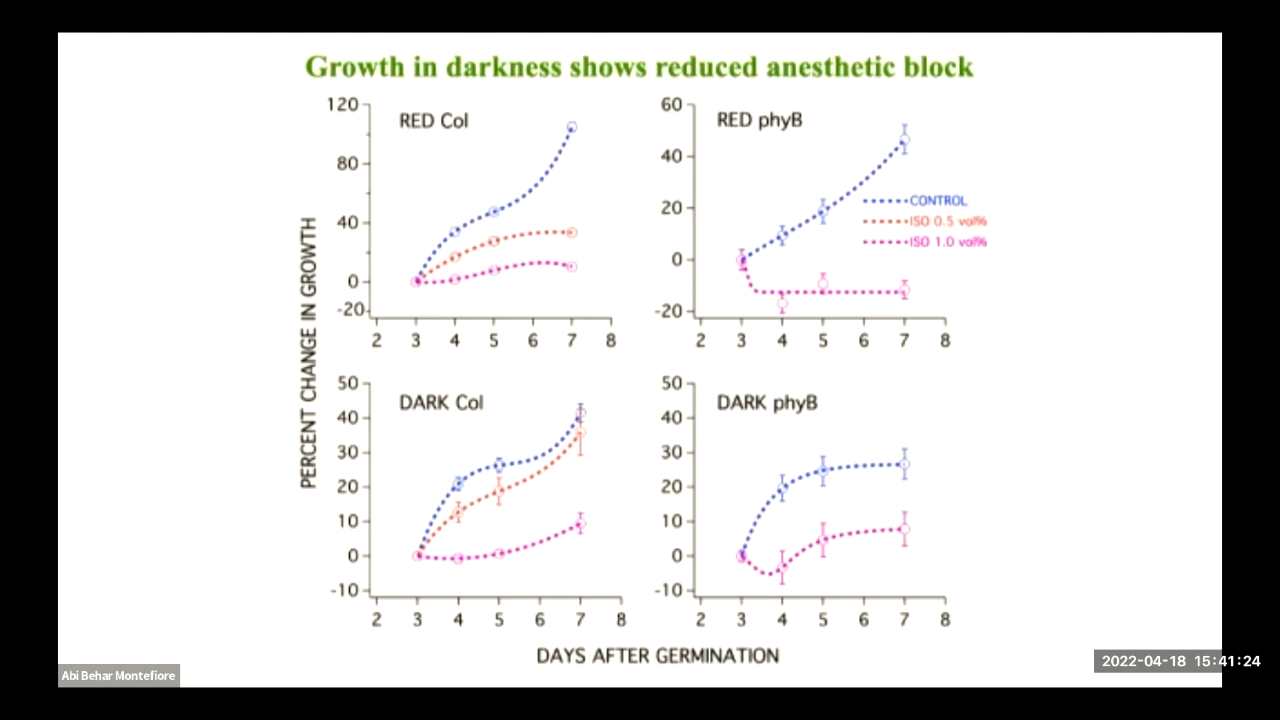 Growth in darkness shows reduced anesthetic block
PERCENT CHANGE IN GROWTH
RED Col
120
80
40
0
-20
2 3 4 5 6 7 8
RED phyB
60
40
20
0
-20
2 3 4 5 6 7 8
CONTROL
ISO 0.5 vol%
ISO 1.0 vol%
DARK Col
50
40
30
20
10
0
-10
2 3 4 5 6 7 8
DARK phyB
50
40
30
20
10
0
-10
2 3 4 5 6 7 8
DAYS AFTER GERMINATION
Abi Behar Montefiore
2022-04-18 15:41:24